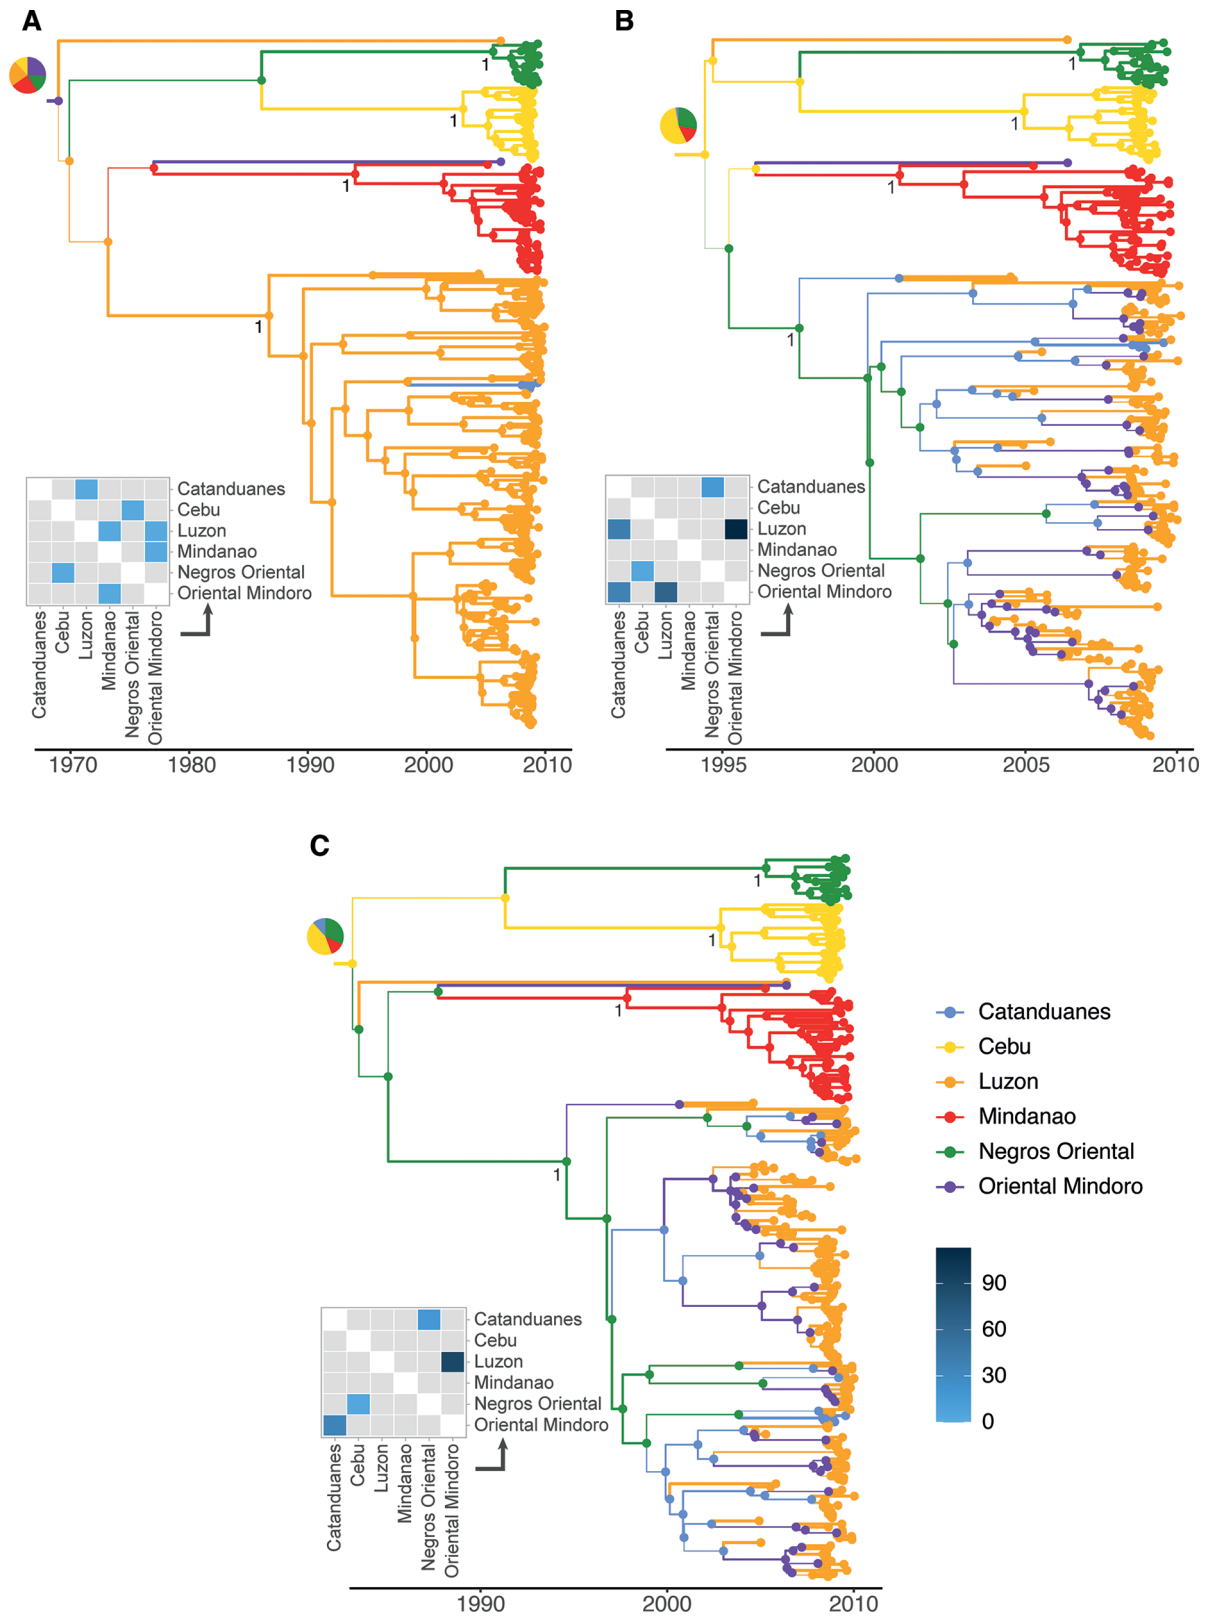 A
1
1
1
1
Catanduanes
Cebu
Luzon
Mindanao
Negros Oriental
Oriental Mindoro
Catanduanes
Cebu
Luzon
Mindanao
Negros Oriental
Oriental Mindoro
1970 1980 1990 2000 2010
B
1
1
1
1
Catanduanes
Cebu
Luzon
Mindanao
Negros Oriental
Oriental Mindoro
Catanduanes
Cebu
Luzon
Mindanao
Negros Oriental
Oriental Mindoro
1995 2000 2005 2010
C
1
1
1
1
Catanduanes
Cebu
Luzon
Mindanao
Negros Oriental
Oriental Mindoro
Catanduanes
Cebu
Luzon
Mindanao
Negros Oriental
Oriental Mindoro
1990 2000 2010
Catanduanes
Cebu
Luzon
Mindanao
Negros Oriental
Oriental Mindoro
90
60
30
0